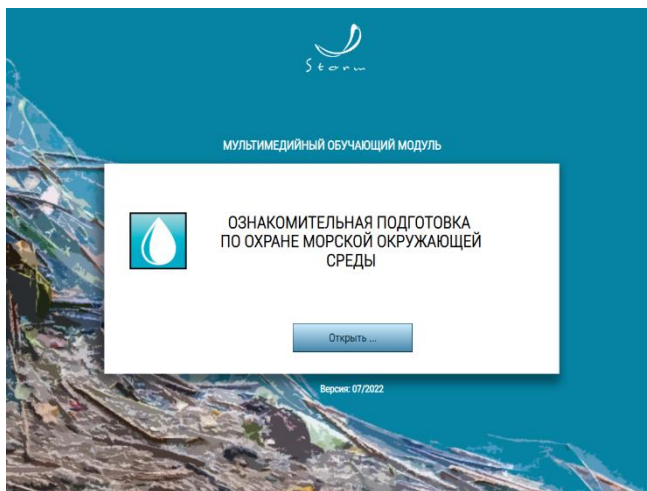 Storm
МУЛЬТИМЕДИЙНЫЙ ОБУЧАЮЩИЙ МОДУЛЬ
ОЗНАКОМИТЕЛЬНАЯ ПОДГОТОВКА
ПО ОХРАНЕ МОРСКОЙ ОКРУЖАЮЩЕЙ
СРЕДЫ
Открыть ...
Версия: 07/2022